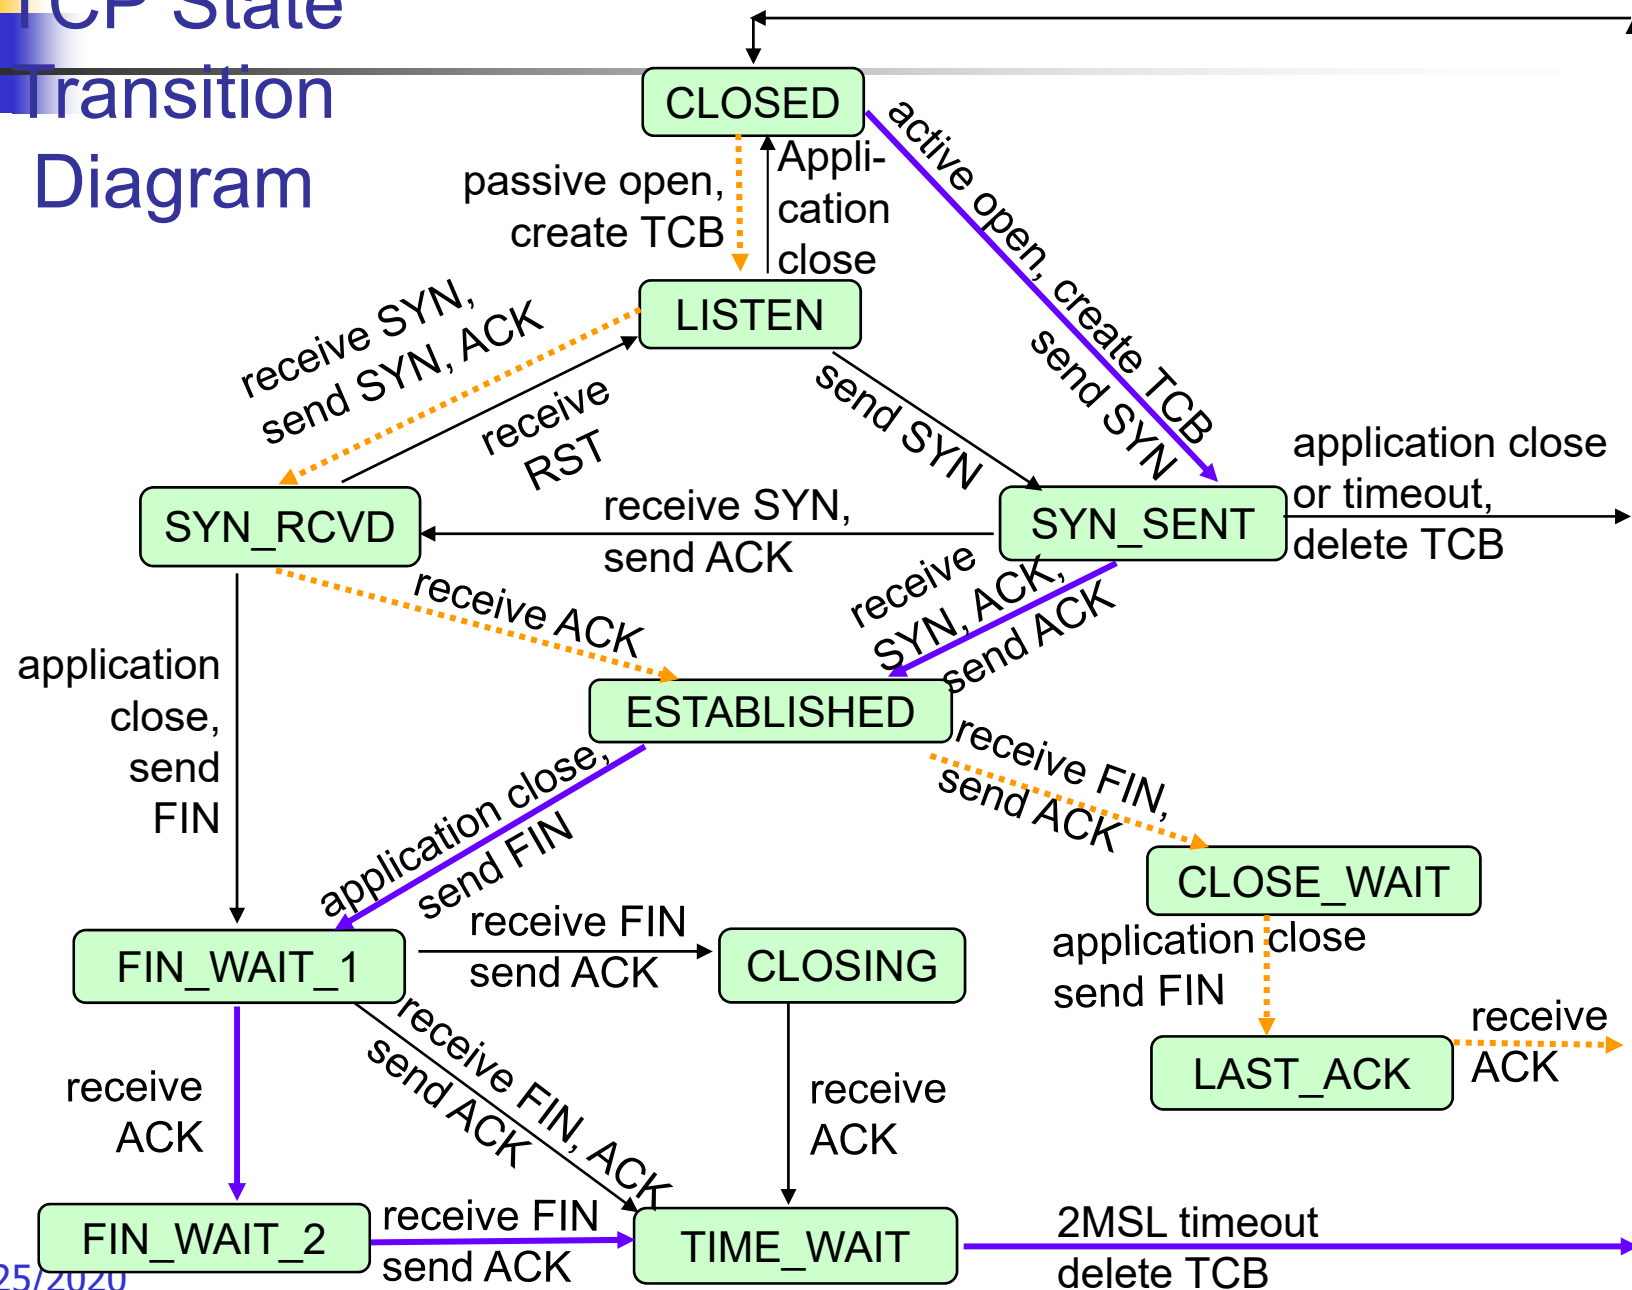 TCP State
Transition
Diagram
CLOSED
passive open,
create TCB
Appli-
cation
close
active open, create TCB
send SYN
LISTEN
receive SYN,
send SYN, ACK
receive
RST
send SYN
application close
or timeout,
delete TCB
SYN_RCVD
receive SYN,
send ACK
SYN_SENT
receive ACK
receive
SYN, ACK,
send ACK
application
close,
send
FIN
ESTABLISHED
application close,
send FIN
receive FIN,
send ACK
CLOSE_WAIT
FIN_WAIT_1
receive FIN
send ACK
CLOSING
application close
send FIN
receive FIN, ACK
send ACK
receive
ACK
LAST_ACK
receive
ACK
receive
ACK
FIN_WAIT_2
receive FIN
send ACK
TIME_WAIT
2MSL timeout
delete TCB
25/2020